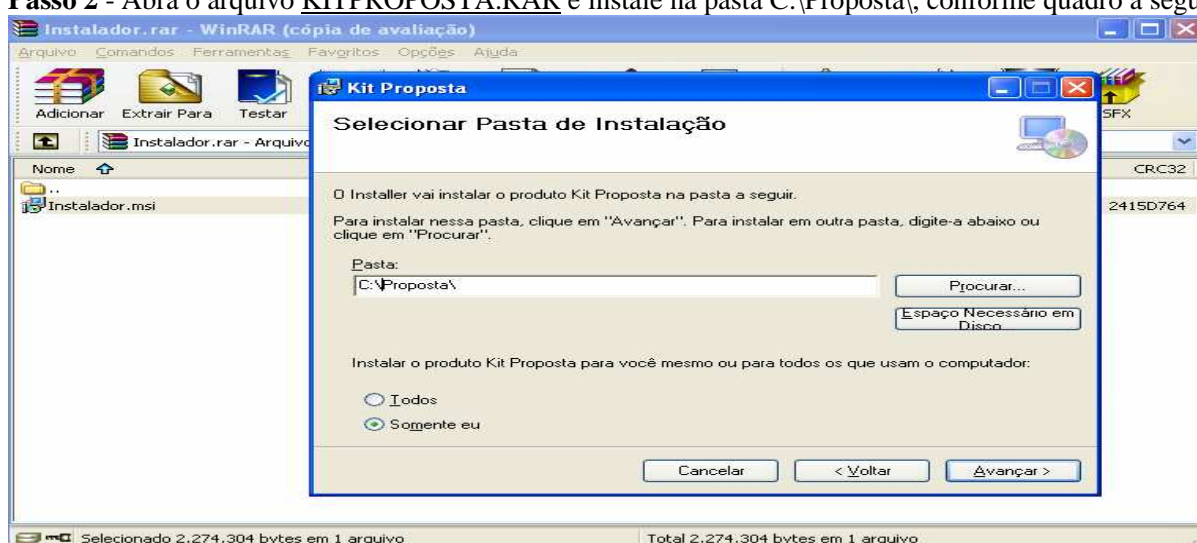 Passo 2 - Abra o arquivo KITPROPOSTA.RAR e instale na pasta C:\Proposta\, conforme quadro a segu
Instalador.rar - WinRAR (cópia de avaliação)
Arquivo Comandos Ferramentas Favoritos Opções Ajuda
Adicionar Extrair Para Testar SFX
Instalador.rar - Arquivo
Nome CRC32
..
Instalador.msi 2415D764
Kit Proposta
Selecionar Pasta de Instalação
O Installer vai instalar o produto Kit Proposta na pasta a seguir.
Para instalar nessa pasta, clique em "Avançar". Para instalar em outra pasta, digite-a abaixo ou
clique em "Procurar".
Pasta:
C:\Proposta\
Procurar...
Espaço Necessário em
Disco
Instalar o produto Kit Proposta para você mesmo ou para todos os que usam o computador:
Todos
Somente eu
Cancelar < Voltar Avançar >
Selecionado 2.274.304 bytes em 1 arquivo Total 2.274.304 bytes em 1 arquivo